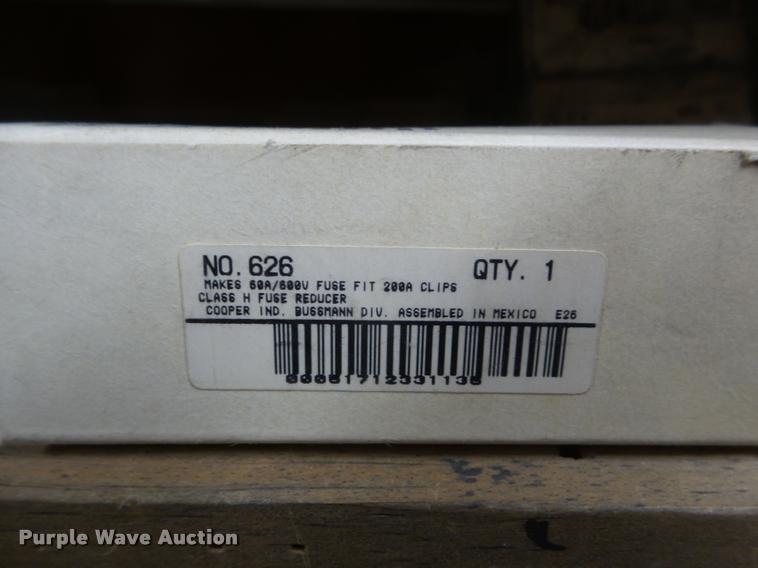 NO. 626 QTY. 1
MAKES 60A/600V FUSE FIT 200A CLIPS
CLASS H FUSE REDUCER
COOPER IND. BUSSMANN DIV. ASSEMBLED IN MEXICO E26
Purple Wave Auction